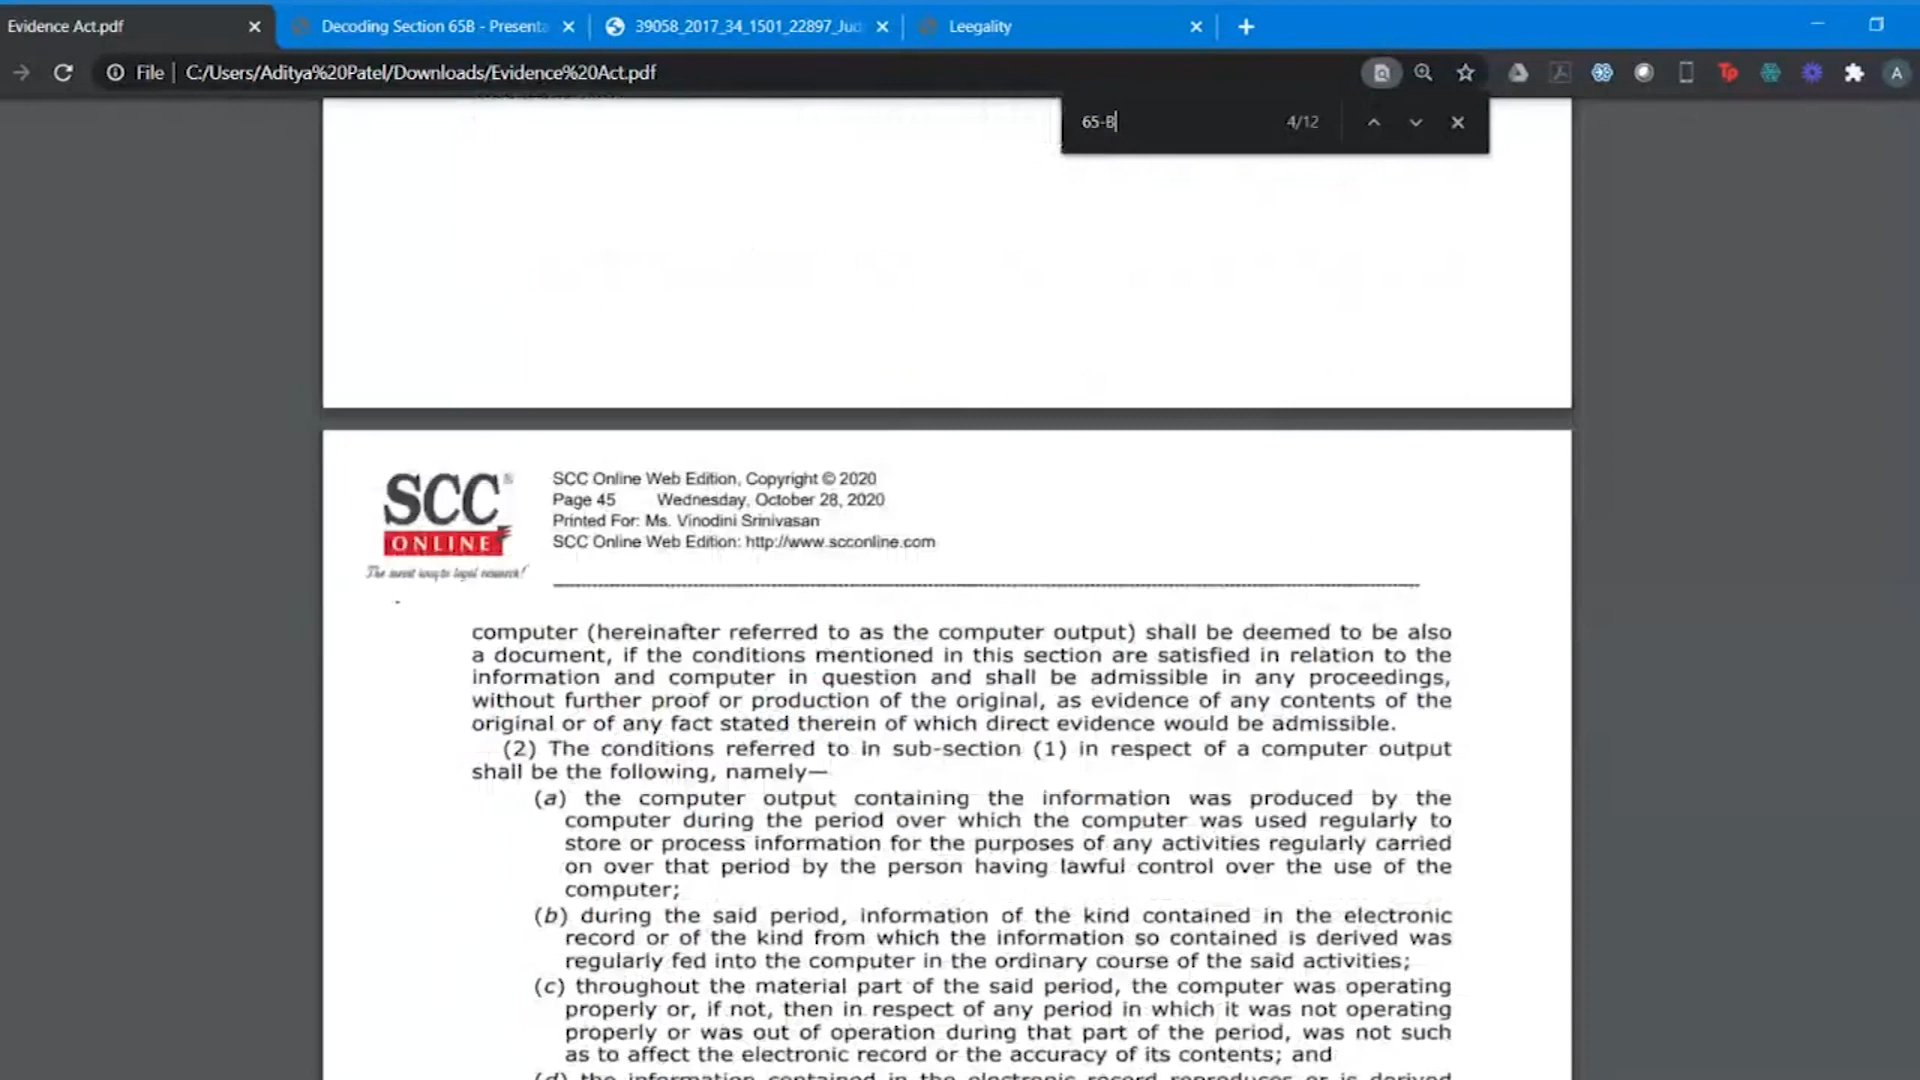 Evidence Act.pdf
Decoding Section 65B - Presenta
39058_2017_34_1501_22897_Jud
Leegality
File
C:/Users/Aditya%20Patel/Downloads/Evidence%20Act.pdf
A
65-B
4/12
SCC
ONLINE
The surest way to legal research!
SCC Online Web Edition, Copyright © 2020
Page 45 Wednesday, October 28, 2020
Printed For: Ms. Vinodini Srinivasan
SCC Online Web Edition: http://www.scconline.com
computer (hereinafter referred to as the computer output) shall be deemed to be also
a document, if the conditions mentioned in this section are satisfied in relation to the
information and computer in question and shall be admissible in any proceedings,
without further proof or production of the original, as evidence of any contents of the
original or of any fact stated therein of which direct evidence would be admissible.
(2) The conditions referred to in sub-section (1) in respect of a computer output
shall be the following, namely—
(a) the computer output containing the information was produced by the
computer during the period over which the computer was used regularly to
store or process information for the purposes of any activities regularly carried
on over that period by the person having lawful control over the use of the
computer;
(b) during the said period, information of the kind contained in the electronic
record or of the kind from which the information so contained is derived was
regularly fed into the computer in the ordinary course of the said activities;
(c) throughout the material part of the said period, the computer was operating
properly or, if not, then in respect of any period in which it was not operating
properly or was out of operation during that part of the period, was not such
as to affect the electronic record or the accuracy of its contents; and
(d) the information contained in the electronic record reproduces or is derived